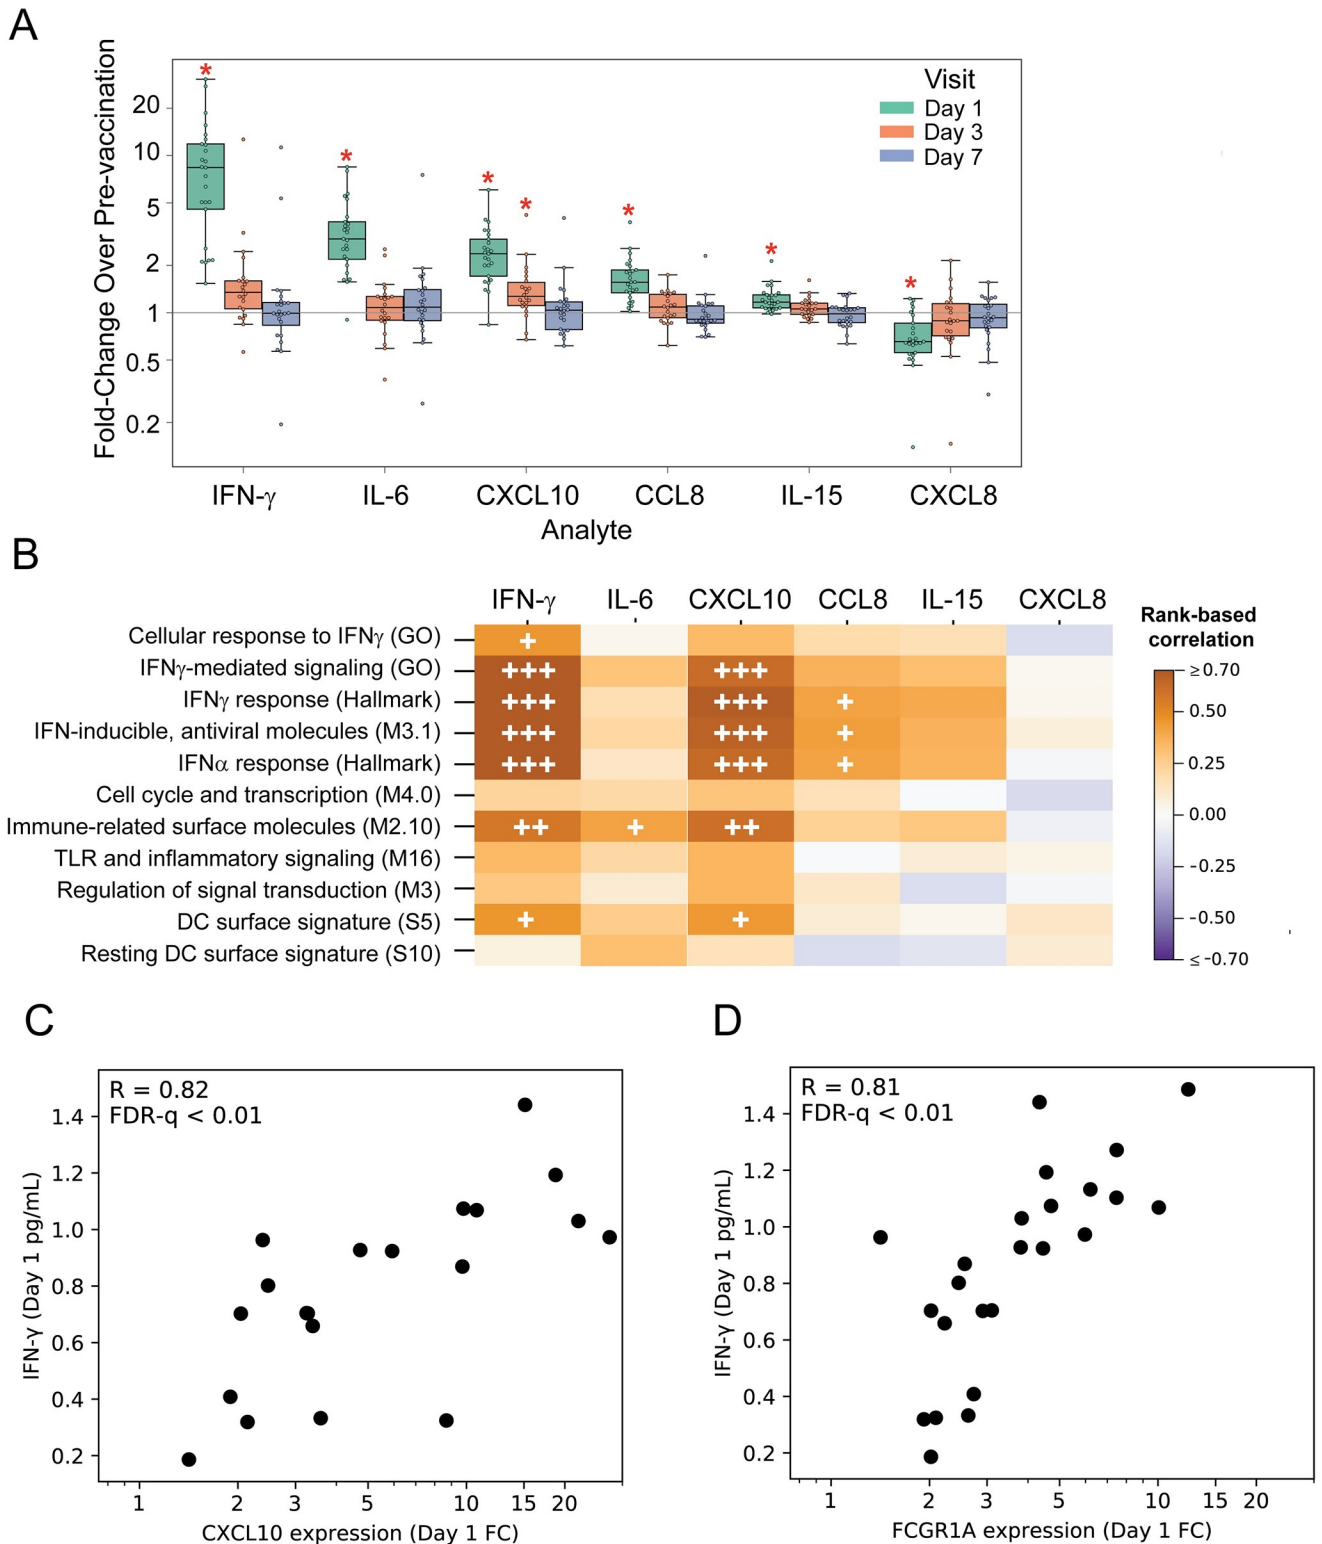 A
Fold-Change Over Pre-vaccination
20
10
5
2
1
0.5
0.2
* * * * * * *
Visit
Day 1
Day 3
Day 7
IFN-γ IL-6 CXCL10 CCL8 IL-15 CXCL8
Analyte
B
IFN-γ IL-6 CXCL10 CCL8 IL-15 CXCL8
Cellular response to IFNγ (GO) +
IFNγ-mediated signaling (GO) +++ +++
IFNγ response (Hallmark) +++ +++ +
IFN-inducible, antiviral molecules (M3.1) +++ +++ +
IFNα response (Hallmark) +++ +++ +
Cell cycle and transcription (M4.0)
Immune-related surface molecules (M2.10) ++ + ++
TLR and inflammatory signaling (M16)
Regulation of signal transduction (M3)
DC surface signature (S5) + +
Resting DC surface signature (S10)
Rank-based
correlation
≥ 0.70
0.50
0.25
0.00
-0.25
-0.50
≤ -0.70
C
R = 0.82
FDR-q < 0.01
IFN-γ (Day 1 pg/mL)
1.4
1.2
1.0
0.8
0.6
0.4
0.2
1 2 3 5 10 15 20
CXCL10 expression (Day 1 FC)
D
R = 0.81
FDR-q < 0.01
IFN-γ (Day 1 pg/mL)
1.4
1.2
1.0
0.8
0.6
0.4
0.2
1 2 3 5 10 15 20
FCGR1A expression (Day 1 FC)